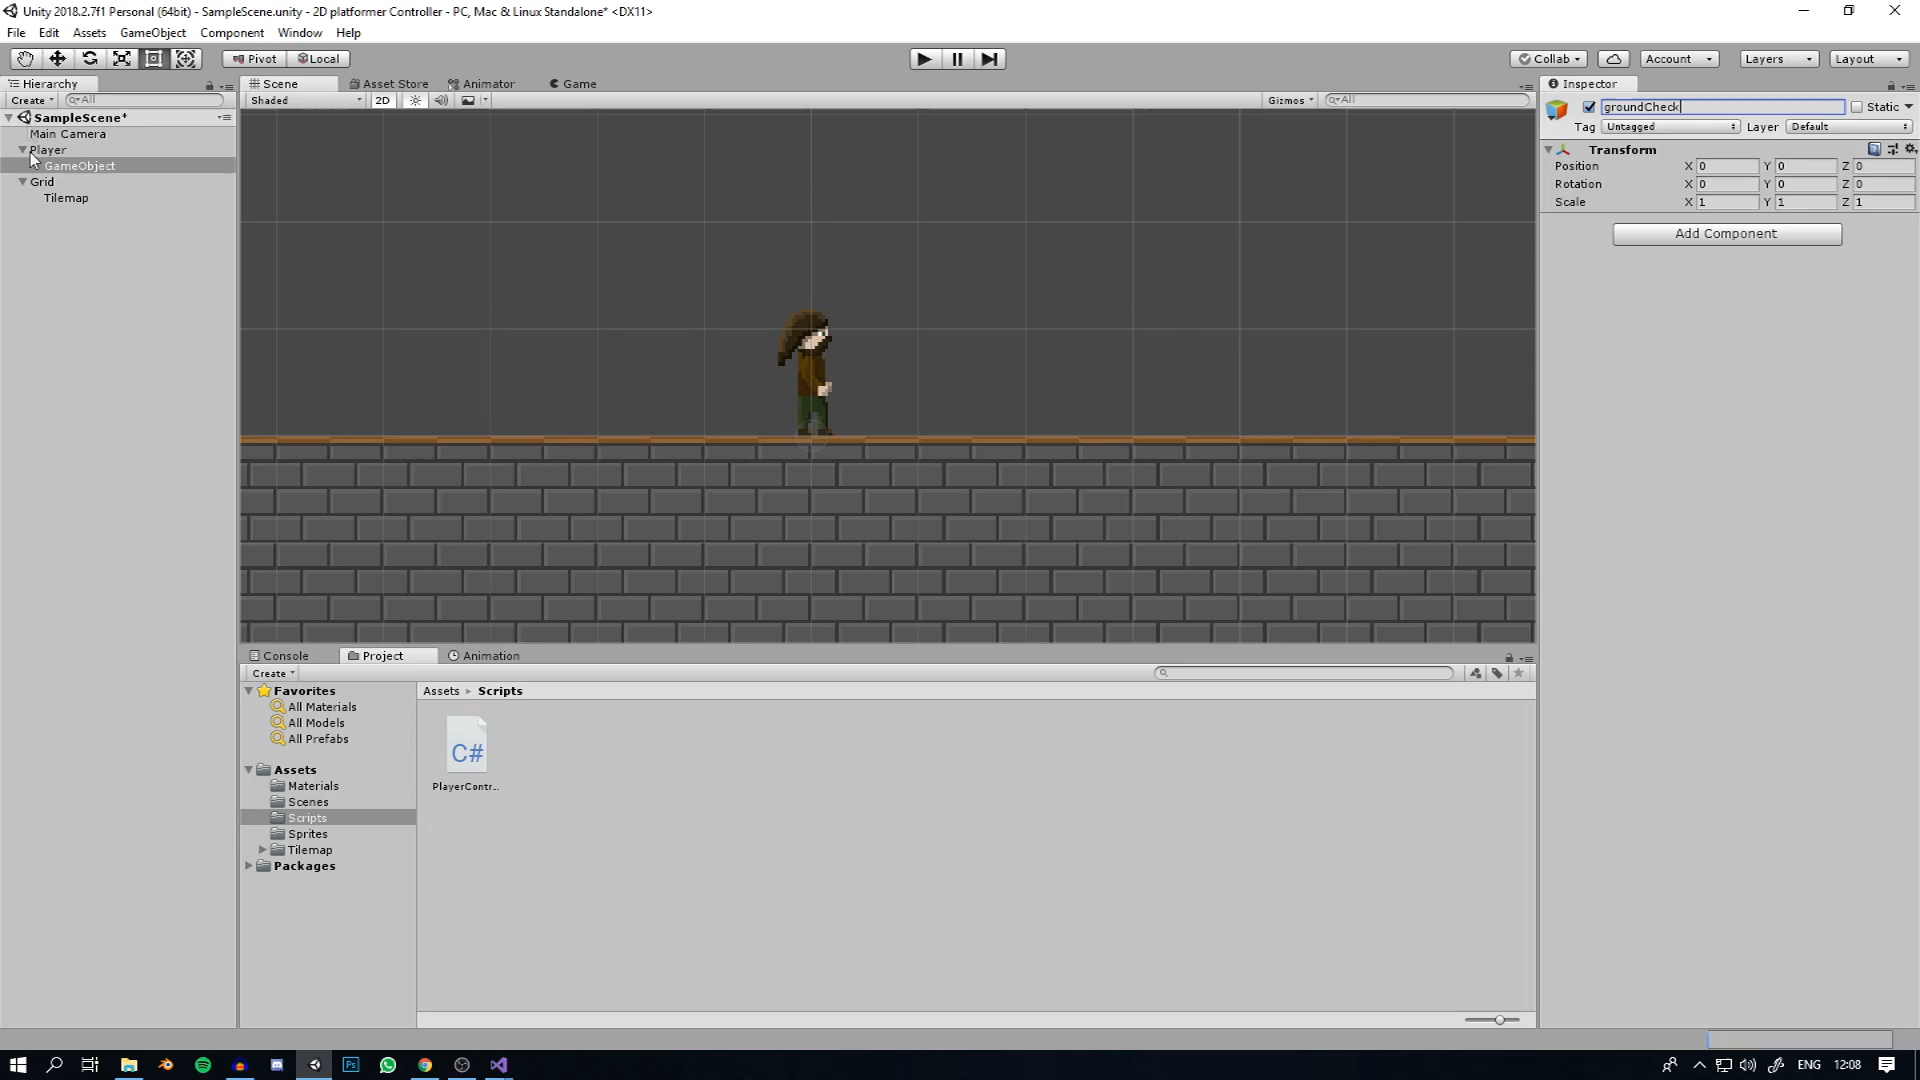 Unity 2018.2.7f1 Personal (64bit) - SampleScene.unity - 2D platformer Controller - PC, Mac & Linux Standalone* <DX11>
File Edit Assets GameObject Component Window Help
Pivot Local Collab Account Layers Layout
Hierarchy Scene Asset Store Animator Game Inspector
Create All Shaded 2D Gizmos All
groundCheck Static
SampleScene*
Tag Untagged Layer Default
Main Camera
Player
Transform
GameObject
Position X 0 Y 0 Z 0
Grid
Rotation X 0 Y 0 Z 0
Tilemap
Scale X 1 Y 1 Z 1
Add Component
Console Project Animation
Create
Favorites
Assets Scripts
All Materials
All Models
All Prefabs
C#
Assets
Materials
PlayerContr...
Scenes
Scripts
Sprites
Tilemap
Packages
Ps
ENG 12:08